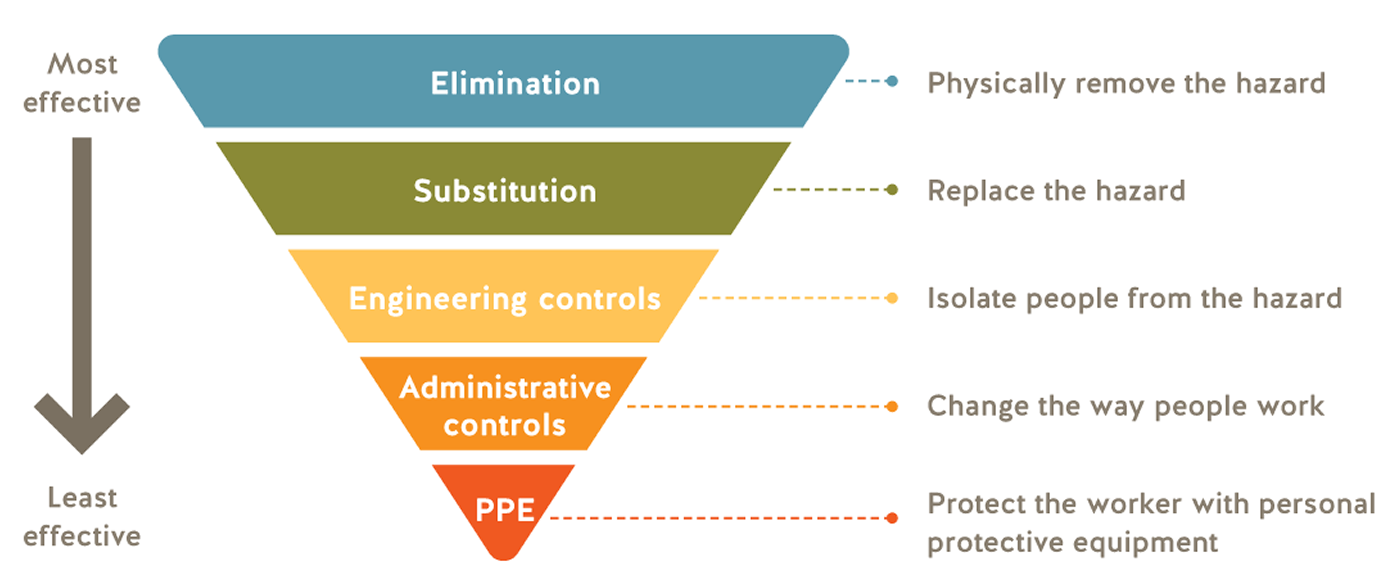 Most
effective
Elimination
Physically remove the hazard
Substitution
Replace the hazard
Engineering controls
Isolate people from the hazard
Administrative
controls
Change the way people work
PPE
Protect the worker with personal
protective equipment
Least
effective